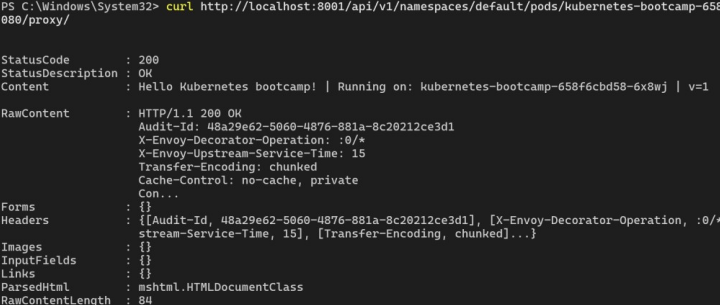 PS C:\Windows\System32> curl http://localhost:8001/api/v1/namespaces/default/pods/kubernetes-bootcamp-658
080/proxy/
StatusCode : 200
StatusDescription : OK
Content : Hello Kubernetes bootcamp! | Running on: kubernetes-bootcamp-658f6cbd58-6x8wj | v=1
RawContent : HTTP/1.1 200 OK
Audit-Id: 48a29e62-5060-4876-881a-8c20212ce3d1
X-Envoy-Decorator-Operation: :0/*
X-Envoy-Upstream-Service-Time: 15
Transfer-Encoding: chunked
Cache-Control: no-cache, private
Con...
Forms : {}
Headers : {[Audit-Id, 48a29e62-5060-4876-881a-8c20212ce3d1], [X-Envoy-Decorator-Operation, :0/*
stream-Service-Time, 15], [Transfer-Encoding, chunked]...}
Images : {}
InputFields : {}
Links : {}
ParsedHtml : mshtml.HTMLDocumentClass
RawContentLength : 84